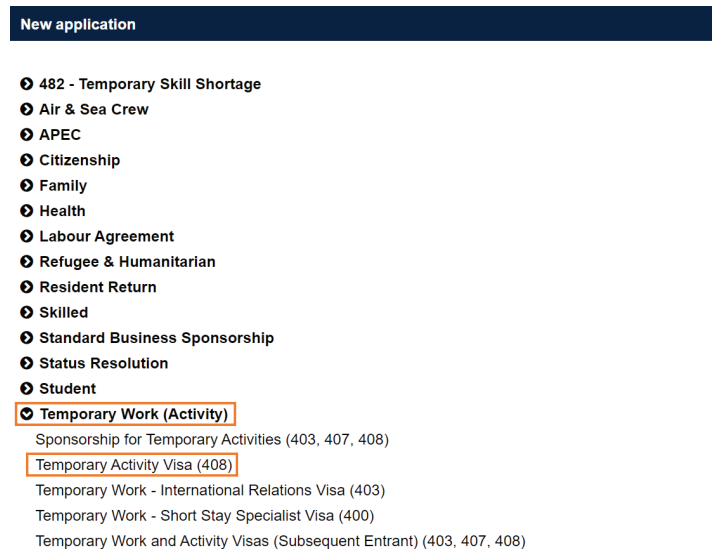 New application
482 - Temporary Skill Shortage
Air & Sea Crew
APEC
Citizenship
Family
Health
Labour Agreement
Refugee & Humanitarian
Resident Return
Skilled
Standard Business Sponsorship
Status Resolution
Student
Temporary Work (Activity)
Sponsorship for Temporary Activities (403, 407, 408)
Temporary Activity Visa (408)
Temporary Work - International Relations Visa (403)
Temporary Work - Short Stay Specialist Visa (400)
Temporary Work and Activity Visas (Subsequent Entrant) (403, 407, 408)